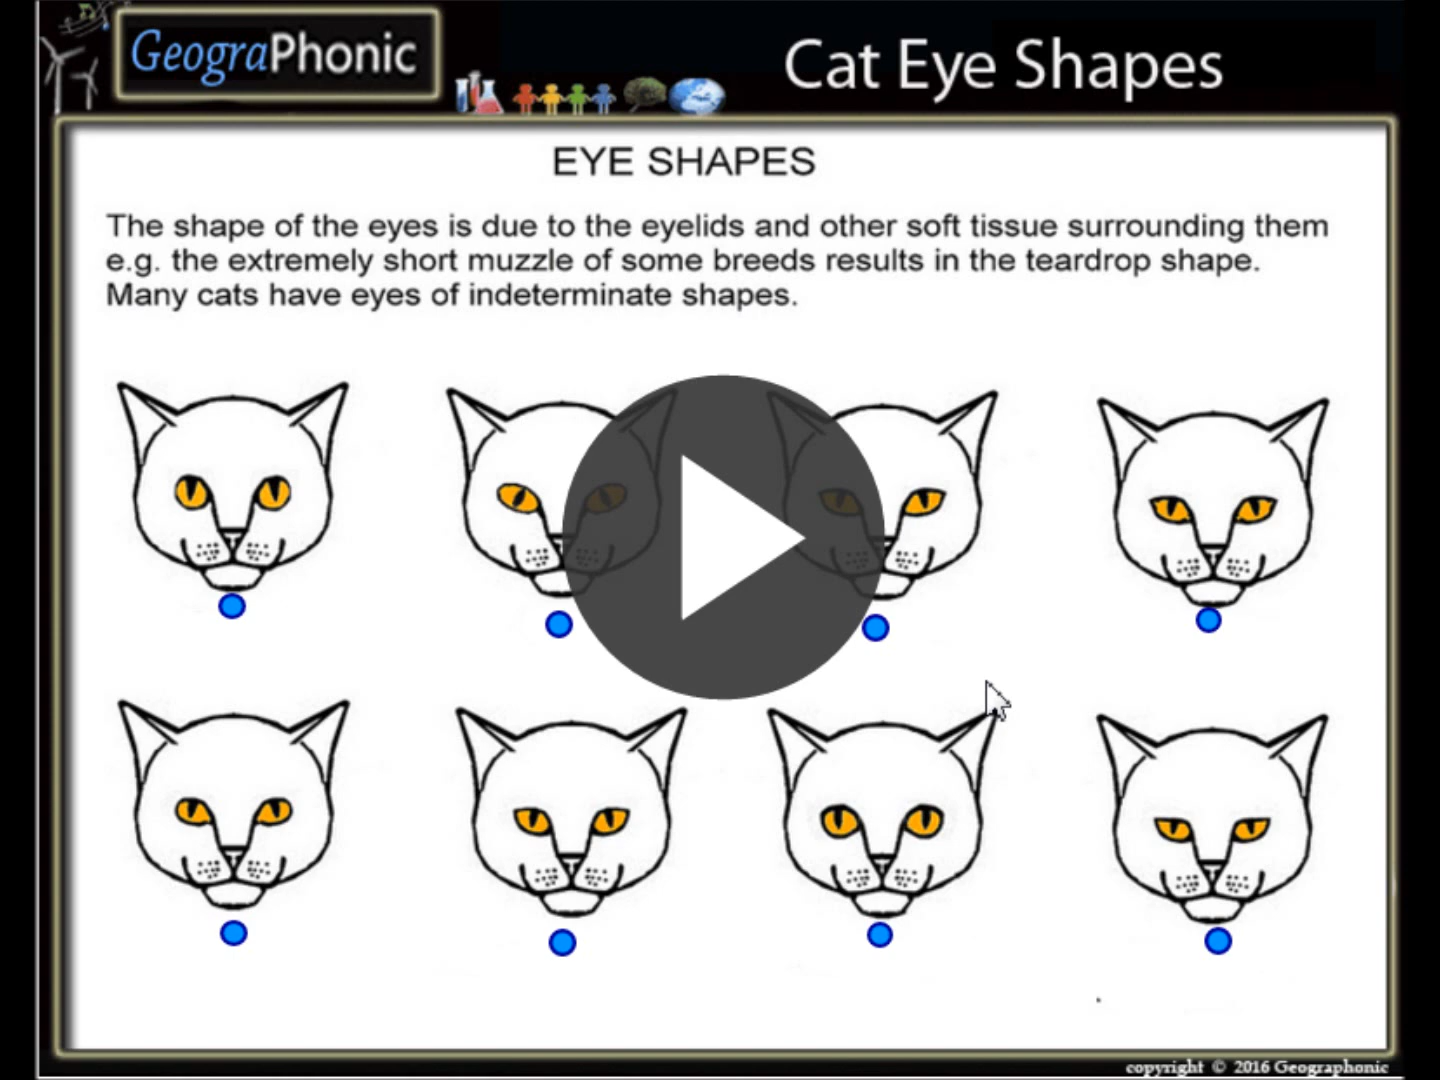 GeograPhonic
Cat Eye Shapes
EYE SHAPES
The shape of the eyes is due to the eyelids and other soft tissue surrounding them
e.g. the extremely short muzzle of some breeds results in the teardrop shape.
Many cats have eyes of indeterminate shapes.
copyright © 2016 Geographonic